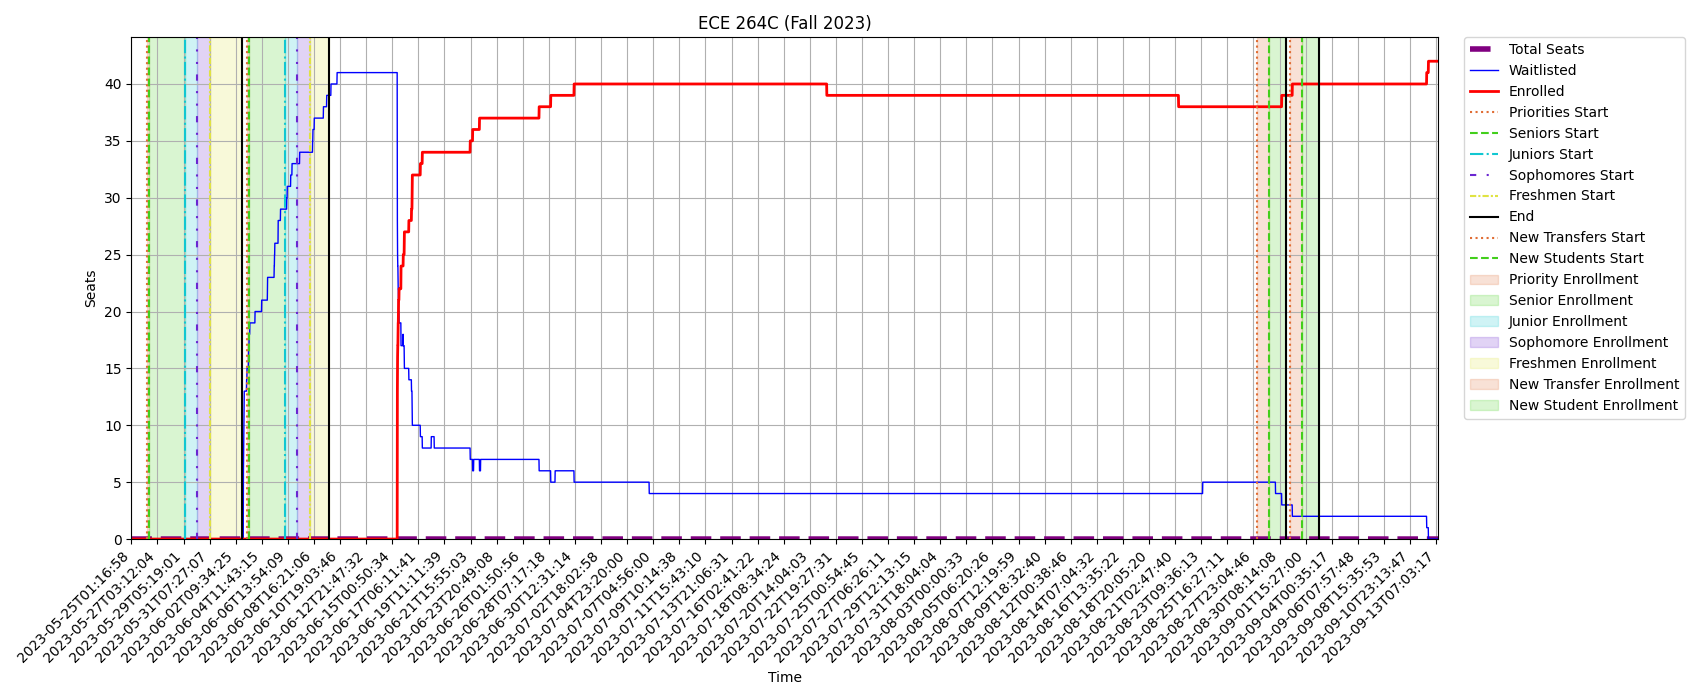 ECE 264C (Fall 2023)
Seats
40
35
30
25
20
15
10
5
0
2023-05-25T01:16:58
2023-05-27T03:12:04
2023-05-29T05:19:01
2023-05-31T07:27:07
2023-06-02T09:34:25
2023-06-04T11:43:15
2023-06-06T13:54:09
2023-06-08T16:21:06
2023-06-10T19:03:46
2023-06-12T21:47:32
2023-06-15T00:50:34
2023-06-17T06:11:41
2023-06-19T11:11:39
2023-06-21T15:55:03
2023-06-23T20:49:08
2023-06-26T01:50:56
2023-06-28T07:17:18
2023-06-30T12:31:14
2023-07-02T18:02:58
2023-07-04T23:20:00
2023-07-07T04:56:00
2023-07-09T10:14:38
2023-07-11T15:43:10
2023-07-13T21:06:31
2023-07-16T02:41:22
2023-07-18T08:34:24
2023-07-20T14:04:03
2023-07-22T19:27:31
2023-07-25T00:54:45
2023-07-27T06:26:11
2023-07-29T12:13:15
2023-07-31T18:04:04
2023-08-03T00:00:33
2023-08-05T06:20:26
2023-08-07T12:19:59
2023-08-09T18:32:40
2023-08-12T00:38:46
2023-08-14T07:04:32
2023-08-16T13:35:22
2023-08-18T20:05:20
2023-08-21T02:47:40
2023-08-23T09:36:13
2023-08-25T16:27:11
2023-08-27T23:04:46
2023-08-30T08:14:08
2023-09-01T15:27:00
2023-09-04T00:35:17
2023-09-06T07:57:48
2023-09-08T15:35:53
2023-09-10T23:13:47
2023-09-13T07:03:17
Time
Total Seats
Waitlisted
Enrolled
Priorities Start
Seniors Start
Juniors Start
Sophomores Start
Freshmen Start
End
New Transfers Start
New Students Start
Priority Enrollment
Senior Enrollment
Junior Enrollment
Sophomore Enrollment
Freshmen Enrollment
New Transfer Enrollment
New Student Enrollment